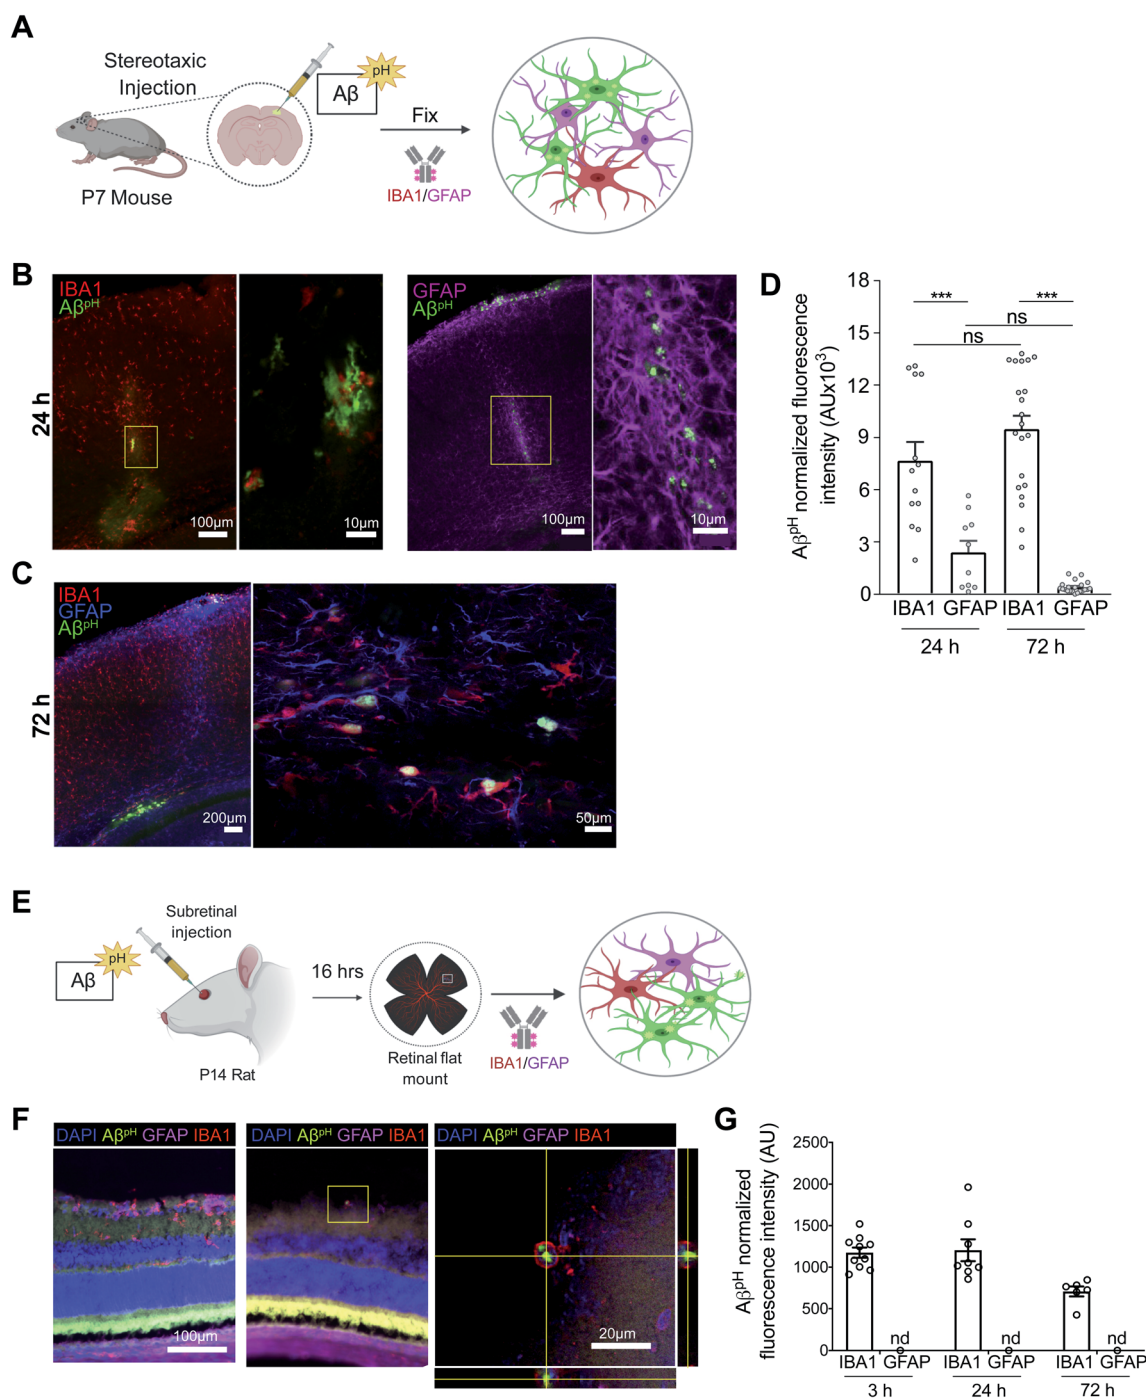 A
Stereotaxic
Injection
pH
Aβ
P7 Mouse
Fix
IBA1/GFAP
B
24 h
IBA1
AβpH
100µm
10µm
GFAP
AβpH
100µm
10µm
C
72 h
IBA1
GFAP
AβpH
200µm
50µm
D
AβpH normalized fluorescence
intensity (AUx10³)
18
15
12
9
6
3
0
*** ***
ns
ns
IBA1 GFAP IBA1 GFAP
24 h 72 h
E
Subretinal
injection
pH
Aβ
P14 Rat
16 hrs
Retinal flat
mount
IBA1/GFAP
F
DAPI AβpH GFAP IBA1
100µm
DAPI AβpH GFAP IBA1
DAPI AβpH GFAP IBA1
20µm
G
AβpH normalized
fluorescence intensity (AU)
2500
2000
1500
1000
500
0
nd nd nd
IBA1 GFAP IBA1 GFAP IBA1 GFAP
3 h 24 h 72 h